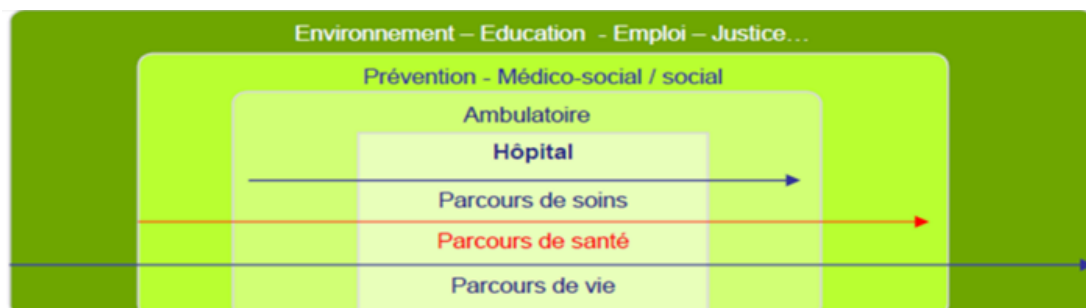 Environnement – Education - Emploi – Justice...
Prévention - Médico-social / social
Ambulatoire
Hôpital
Parcours de soins
Parcours de santé
Parcours de vie